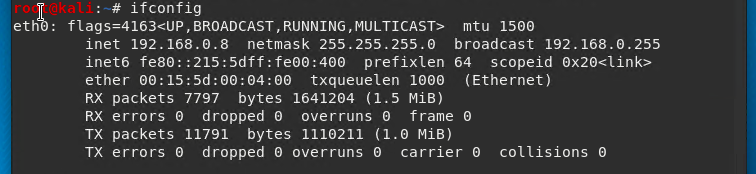 root@kali:~# ifconfig
eth0: flags=4163<UP,BROADCAST,RUNNING,MULTICAST>  mtu 1500
        inet 192.168.0.8  netmask 255.255.255.0  broadcast 192.168.0.255
        inet6 fe80::215:5dff:fe00:400  prefixlen 64  scopeid 0x20<link>
        ether 00:15:5d:00:04:00  txqueuelen 1000  (Ethernet)
        RX packets 7797  bytes 1641204 (1.5 MiB)
        RX errors 0  dropped 0  overruns 0  frame 0
        TX packets 11791  bytes 1110211 (1.0 MiB)
        TX errors 0  dropped 0 overruns 0  carrier 0  collisions 0